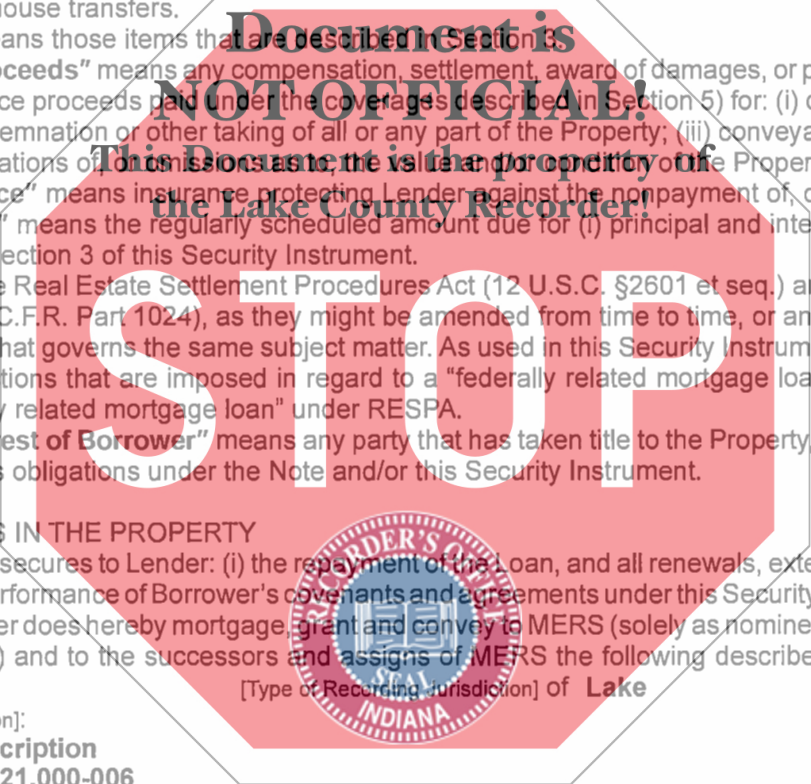 ouse transfers.
Document is
eans those items that are described in Section 3.
ceeds" means any compensation, settlement, award of damages, or p
NOT OFFICIAL!
ce proceeds paid under the coverages described in Section 5) for: (i)
emnation or other taking of all or any part of the Property; (iii) conveya
This Document is the property of
ations of, or omissions as to, the value and/or condition of the Proper
ce" means insurance protecting Lender against the nonpayment of,
the Lake County Recorder!
" means the regularly scheduled amount due for (i) principal and inte
ection 3 of this Security Instrument.
e Real Estate Settlement Procedures Act (12 U.S.C. §2601 et seq.) an
C.F.R. Part 1024), as they might be amended from time to time, or an
hat governs the same subject matter. As used in this Security Instrum
STOP
tions that are imposed in regard to a "federally related mortgage loa
y related mortgage loan" under RESPA.
est of Borrower" means any party that has taken title to the Property,
s obligations under the Note and/or this Security Instrument.
S IN THE PROPERTY
secures to Lender: (i) the repayment of the Loan, and all renewals, exte
rformance of Borrower's covenants and agreements under this Security
er does hereby mortgage, grant and convey to MERS (solely as nomine
) and to the successors and assigns of MERS the following describe
[Type of Recording Jurisdiction] of Lake
RECORDER'S OFFICE
SEAL
INDIANA
on]:
cription
21.000-006